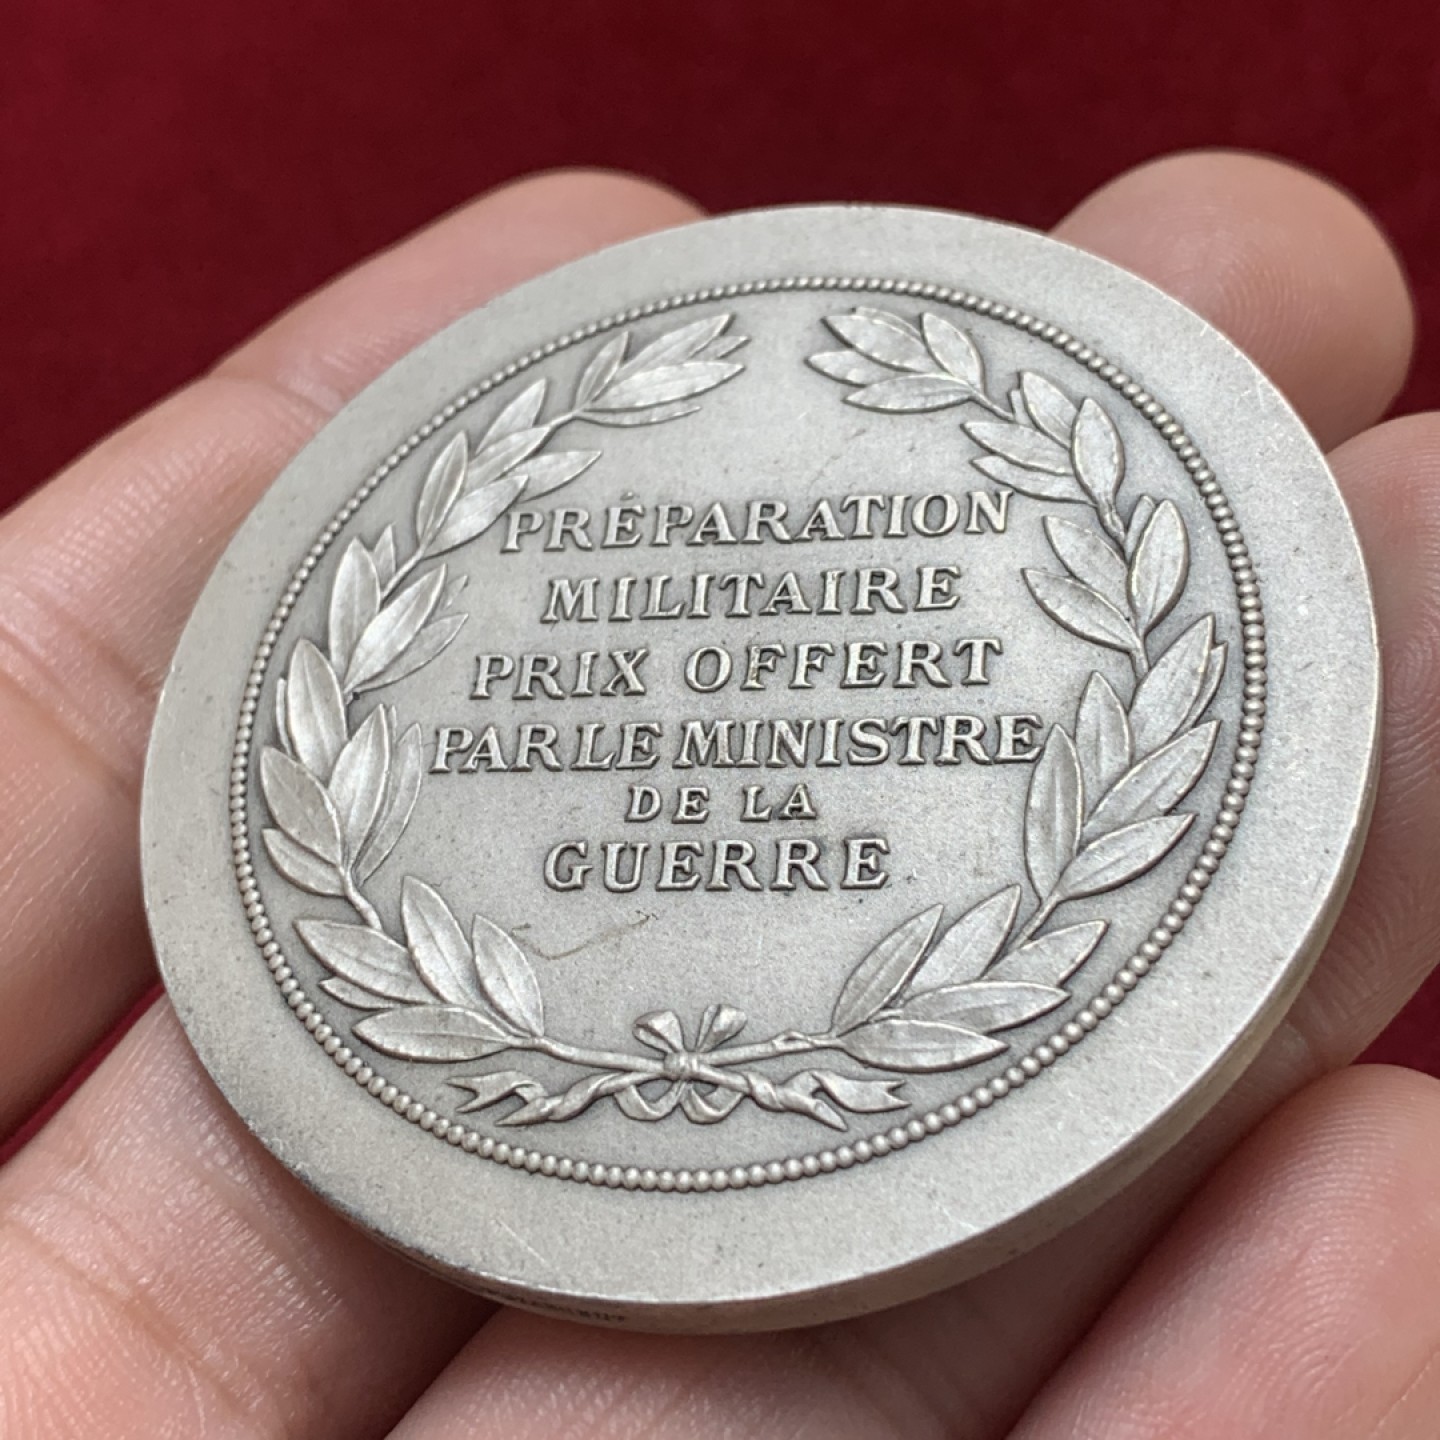 PRÉPARATION
MILITAIRE
PRIX OFFERT
PAR LE MINISTRE
DE LA
GUERRE